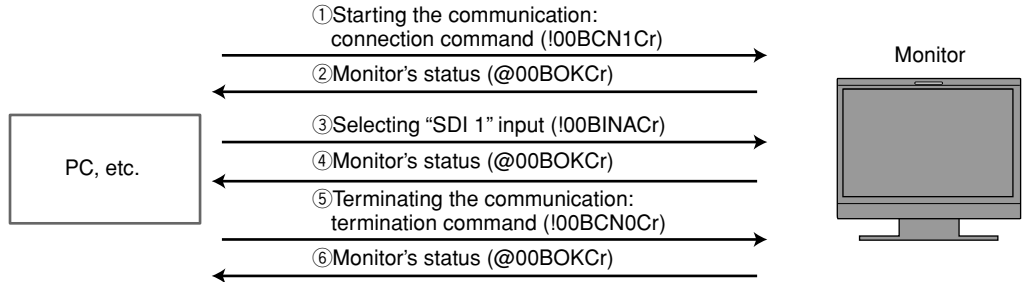 ①Starting the communication:
connection command (!00BCN1Cr)
Monitor
②Monitor's status (@00BOKCr)
③Selecting “SDI 1” input (!00BINACr)
PC, etc.
④Monitor's status (@00BOKCr)
⑤Terminating the communication:
termination command (!00BCN0Cr)
⑥Monitor's status (@00BOKCr)